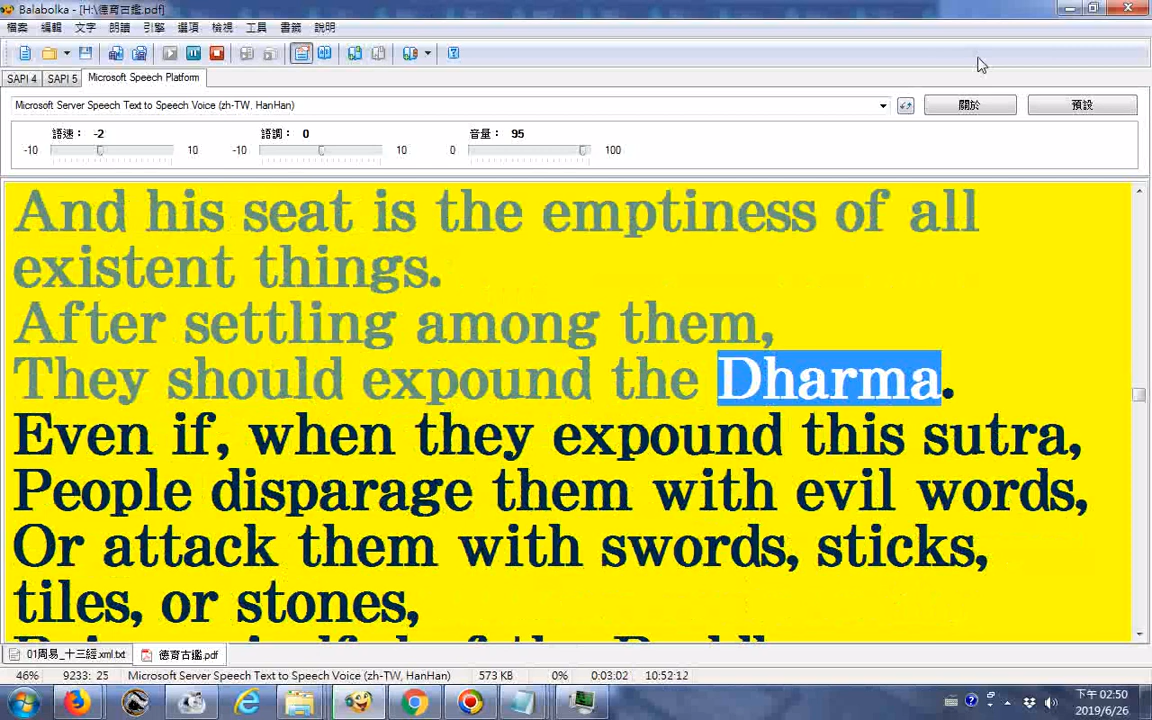 Balabolka - [H:\德育古鑑.pdf]
檔案 編輯 文字 朗讀 引擎 選項 檢視 工具 書籤 說明
SAPI 4 SAPI 5 Microsoft Speech Platform
Microsoft Server Speech Text to Speech Voice (zh-TW, HanHan) 關於 預設
語速： -2 語調： 0 音量： 95
-10 10 -10 10 0 100
And his seat is the emptiness of all
existent things.
After settling among them,
They should expound the Dharma.
Even if, when they expound this sutra,
People disparage them with evil words,
Or attack them with swords, sticks,
tiles, or stones,
01周易_十三經.xml.txt 德育古鑑.pdf
46% 9233: 25 Microsoft Server Speech Text to Speech Voice (zh-TW, HanHan) 573 KB 0% 0:03:02 10:52:12
下午 02:50
2019/6/26